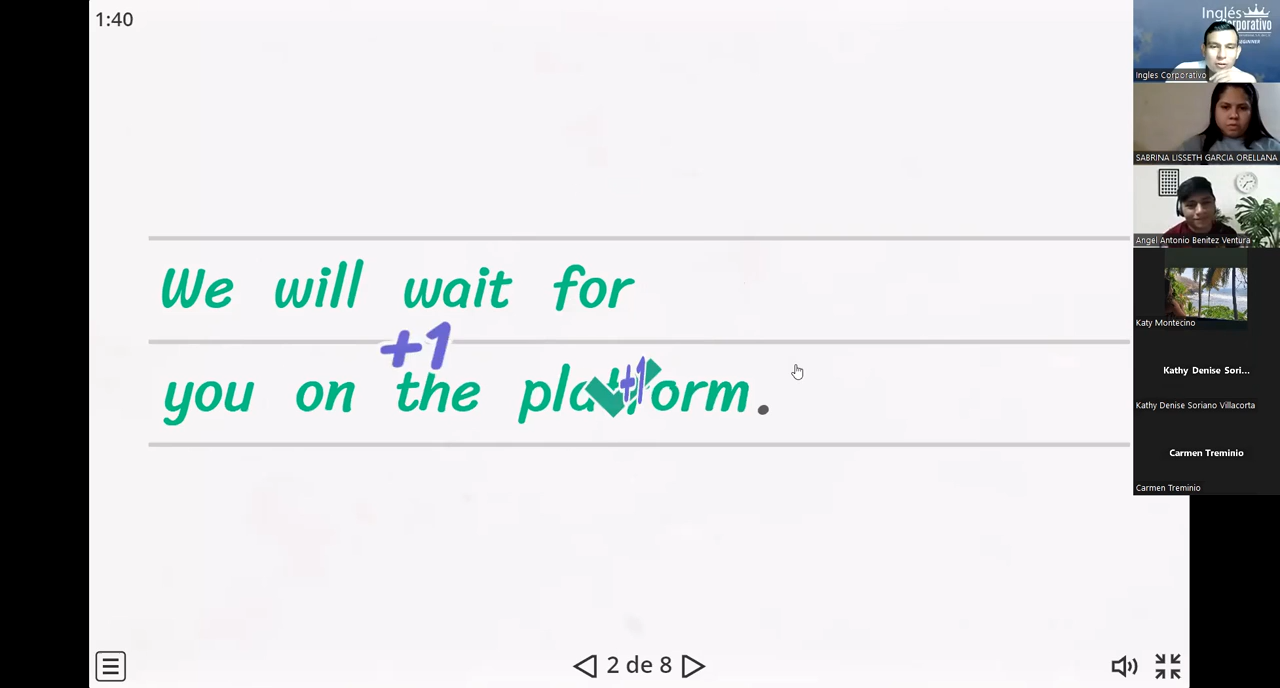 1:40
We will wait for
+1
you on the platform.
+1
2 de 8
Inglés
Corporativo
Ingles Corporativo
SABRINA LISSETH GARCIA ORELLANA
Angel Antonio Benitez Ventura
Katy Montecino
Kathy Denise Sori...
Kathy Denise Soriano Villacorta
Carmen Treminio
Carmen Treminio